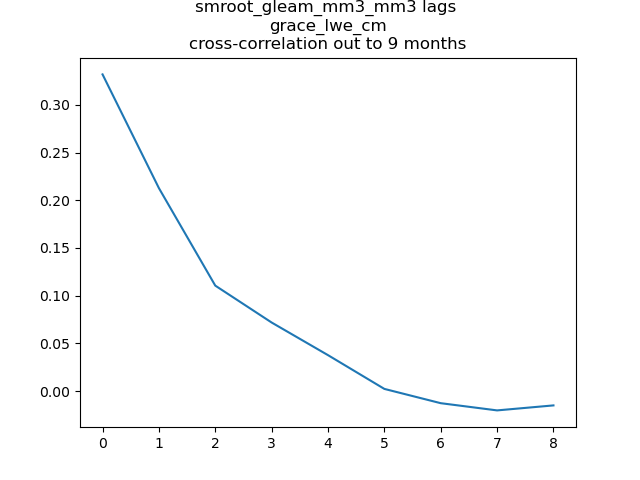 smroot_gleam_mm3_mm3 lags
grace_lwe_cm
cross-correlation out to 9 months
0.30
0.25
0.20
0.15
0.10
0.05
0.00
0 1 2 3 4 5 6 7 8